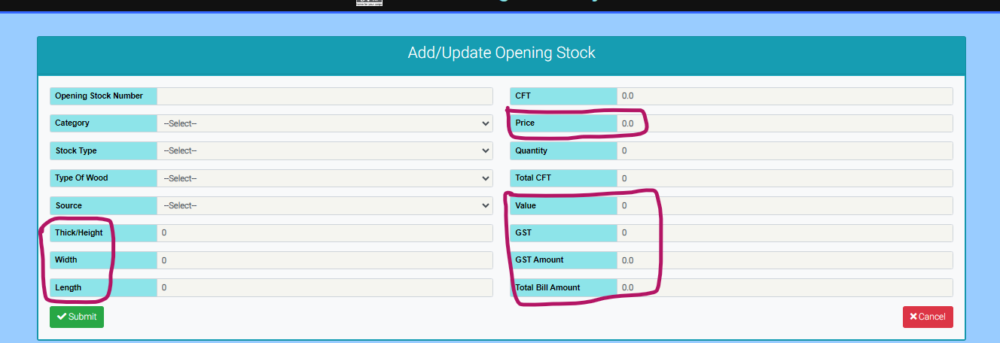 Add/Update Opening Stock
Opening Stock Number
Category --Select--
Stock Type --Select--
Type Of Wood --Select--
Source --Select--
Thick/Height 0
Width 0
Length 0
CFT 0.0
Price 0.0
Quantity 0
Total CFT 0
Value 0
GST 0
GST Amount 0.0
Total Bill Amount 0.0
Submit
Cancel